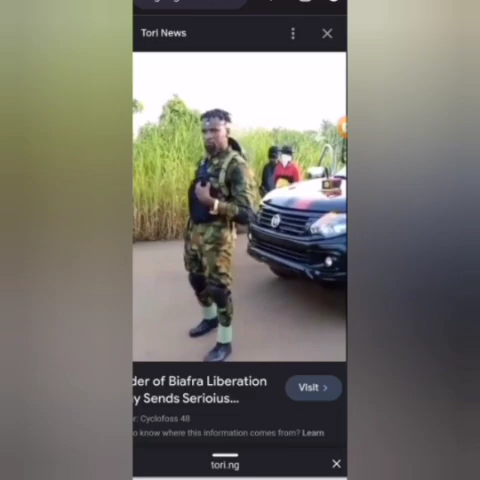 Tori News
der of Biafra Liberation
Visit >
y Sends Serioius...
r: Cyclofoss 48
o know where this information comes from? Learn
tori.ng